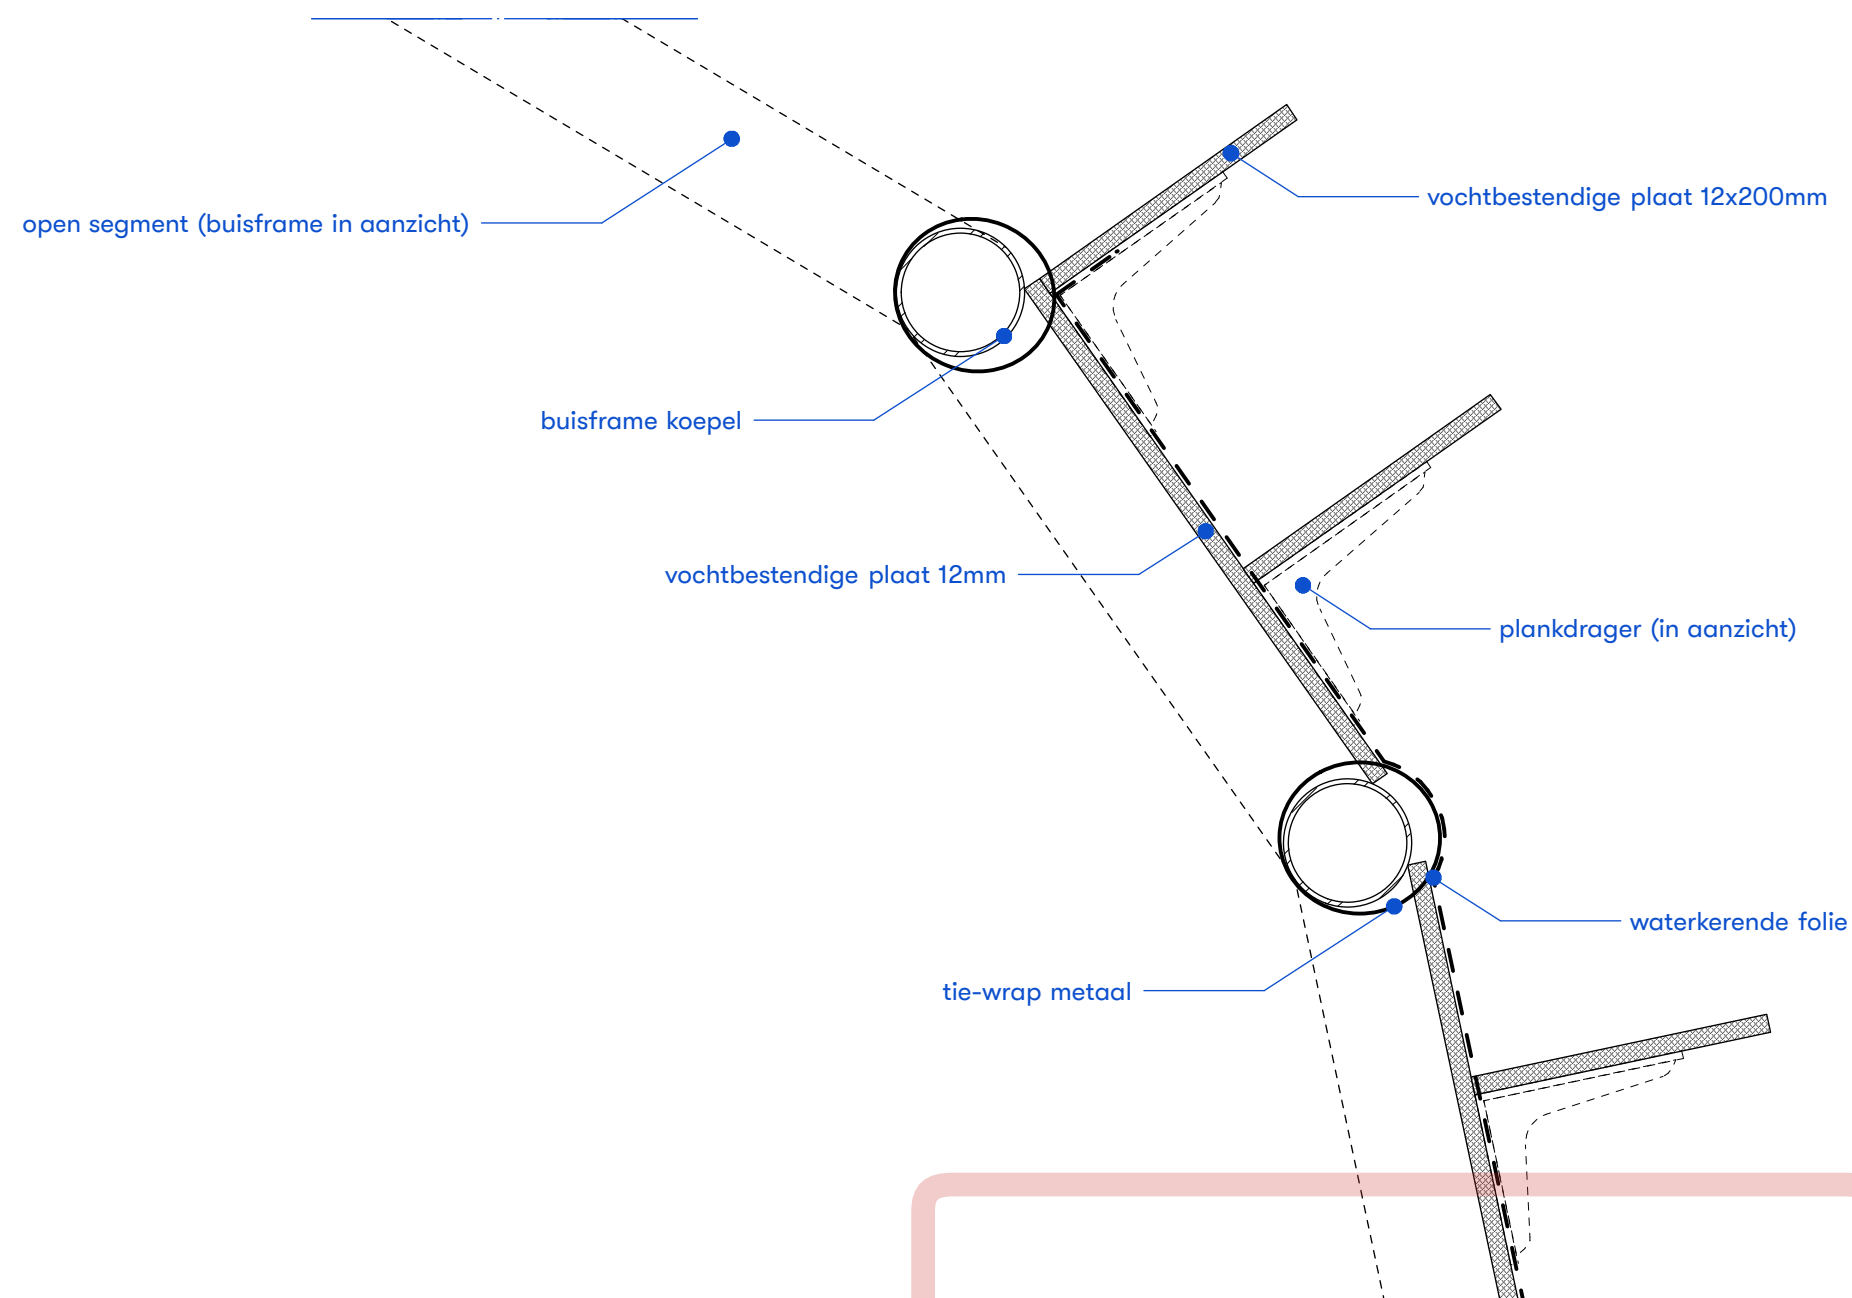 vochtbestendige plaat 12x200mm
open segment (buisframe in aanzicht)
buisframe koepel
vochtbestendige plaat 12mm
plankdrager (in aanzicht)
waterkerende folie
tie-wrap metaal